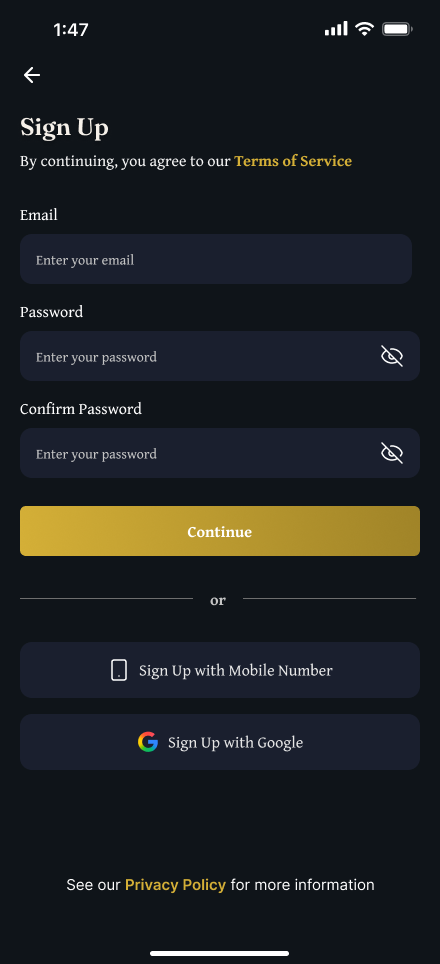 1:47
Sign Up
By continuing, you agree to our Terms of Service
Email
Enter your email
Password
Enter your password
Confirm Password
Enter your password
Continue
or
Sign Up with Mobile Number
Sign Up with Google
See our Privacy Policy for more information